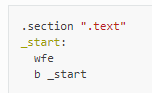 .section ".text"
_start:
  wfe
  b _start